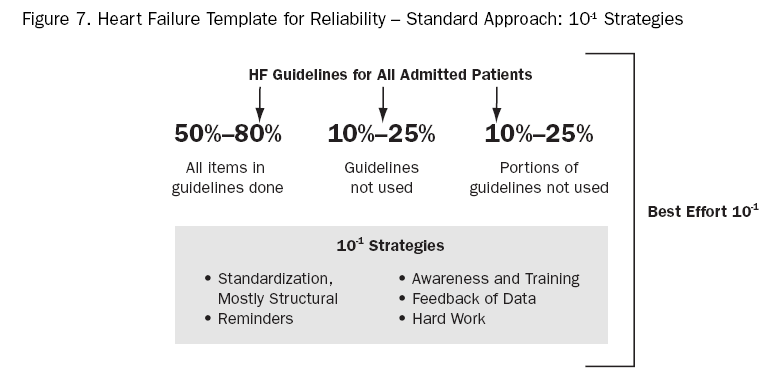 Figure 7. Heart Failure Template for Reliability – Standard Approach: 10⁻¹ Strategies
HF Guidelines for All Admitted Patients
50%–80%
All items in
guidelines done
10%–25%
Guidelines
not used
10%–25%
Portions of
guidelines not used
Best Effort 10⁻¹
10⁻¹ Strategies
• Standardization,
Mostly Structural
• Reminders
• Awareness and Training
• Feedback of Data
• Hard Work